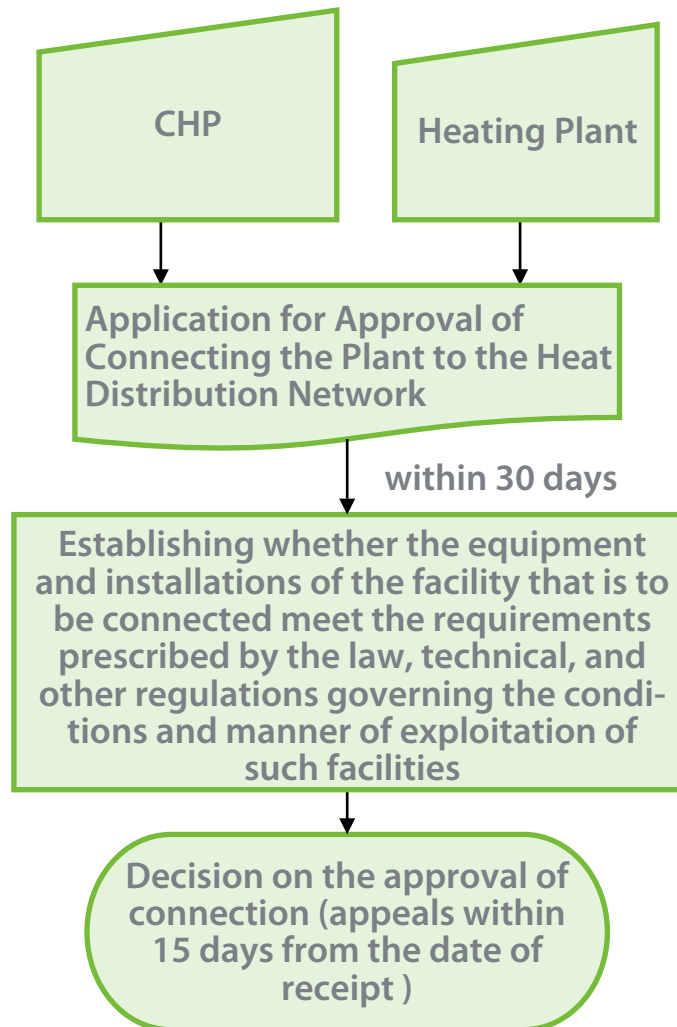 CHP
Heating Plant
Application for Approval of
Connecting the Plant to the Heat
Distribution Network
within 30 days
Establishing whether the equipment
and installations of the facility that is to
be connected meet the requirements
prescribed by the law, technical, and
other regulations governing the condi-
tions and manner of exploitation of
such facilities
Decision on the approval of
connection (appeals within
15 days from the date of
receipt )